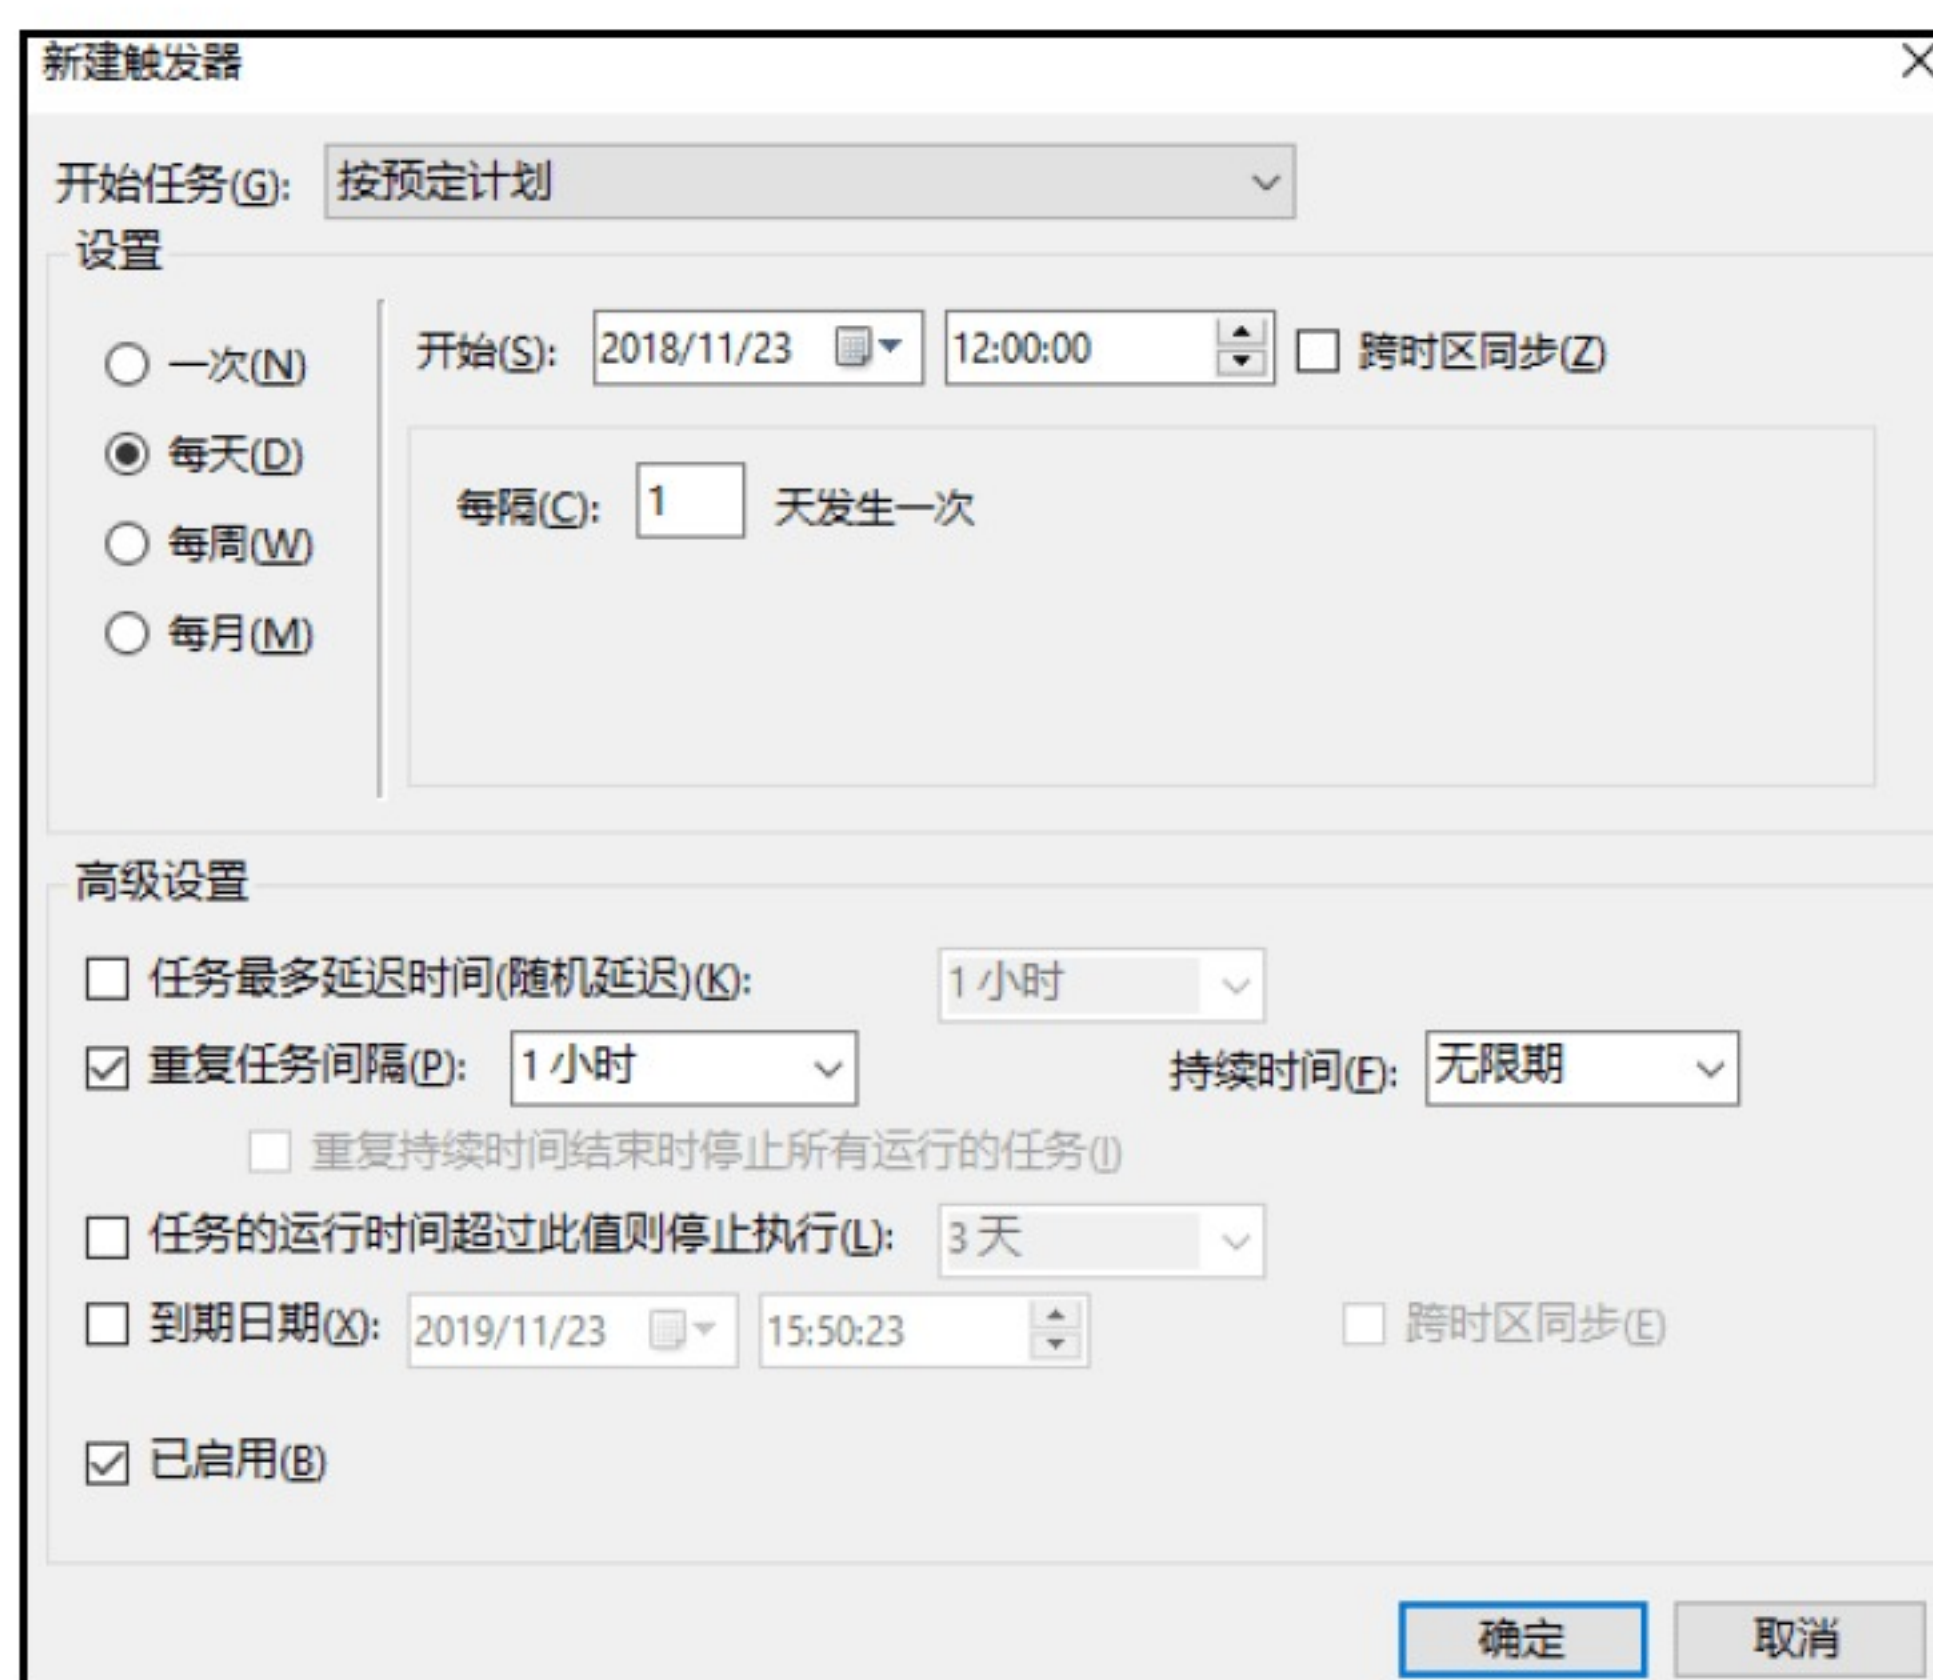 新建触发器
开始任务(G): 按预定计划
设置
一次(N) 开始(S): 2018/11/23 12:00:00 跨时区同步(Z)
每天(D) 每隔(C): 1 天发生一次
每周(W)
每月(M)
高级设置
任务最多延迟时间(随机延迟)(K): 1 小时
重复任务间隔(P): 1 小时 持续时间(F): 无限期
重复持续时间结束时停止所有运行的任务(I)
任务的运行时间超过此值则停止执行(L): 3 天
到期日期(X): 2019/11/23 15:50:23 跨时区同步(E)
已启用(B)
确定 取消